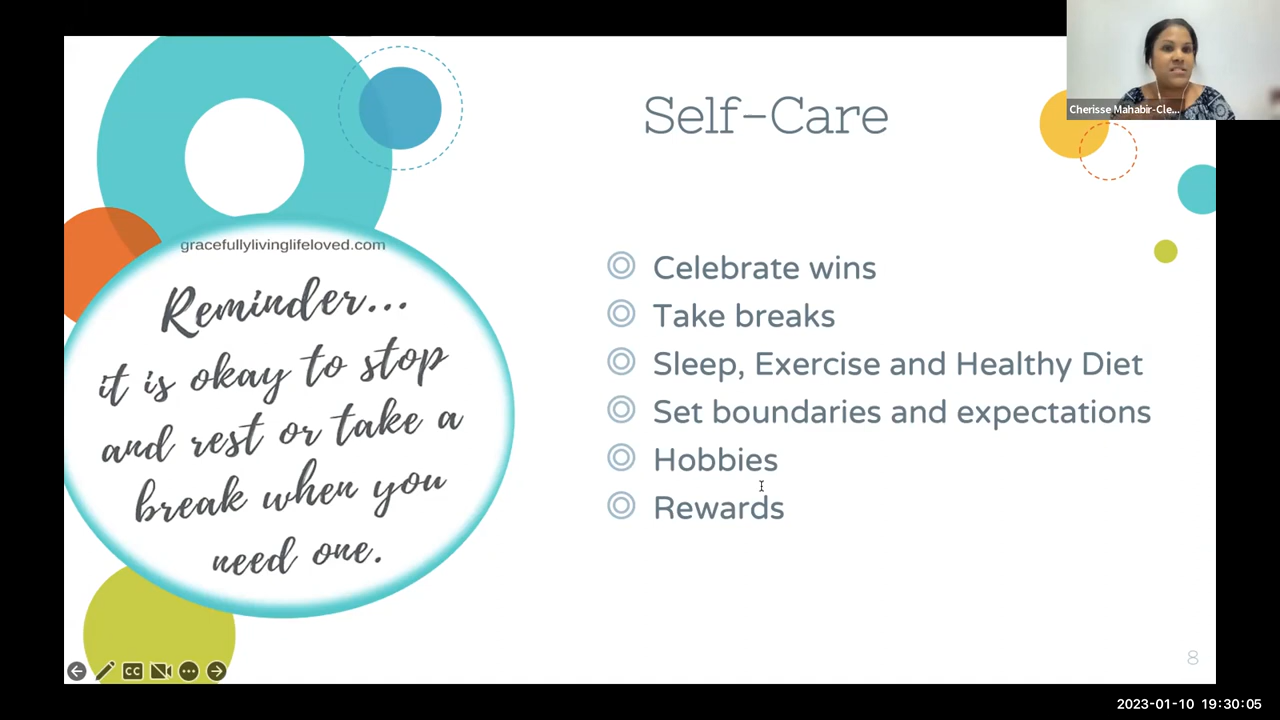 Self-Care
gracefullylivinglifeloved.com
Reminder...
it is okay to stop
and rest or take a
break when you
need one.
Celebrate wins
Take breaks
Sleep, Exercise and Healthy Diet
Set boundaries and expectations
Hobbies
Rewards
8
CC
Cherisse Mahabir-Cle...
2023-01-10 19:30:05